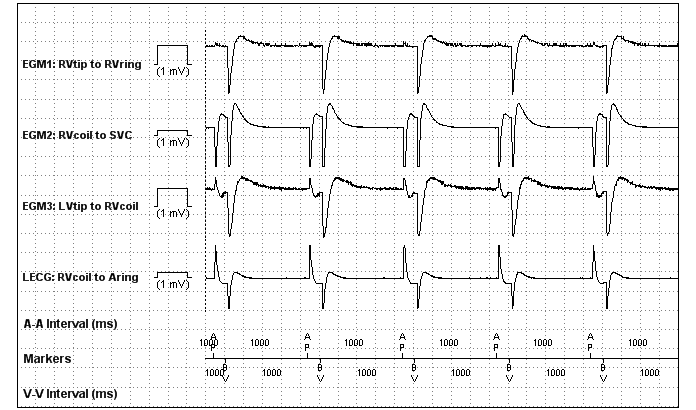 EGM1: RVtip to RVring
(1 mV)
EGM2: RVcoil to SVC
(1 mV)
EGM3: LVtip to RVcoil
(1 mV)
LECG: RVcoil to Aring
(1 mV)
A-A Interval (ms)
1000 1000 1000 1000 1000 1000
A A A A A
P P P P P
Markers
B B B B B
V V V V V
1000 1000 1000 1000 1000 1000
V-V Interval (ms)